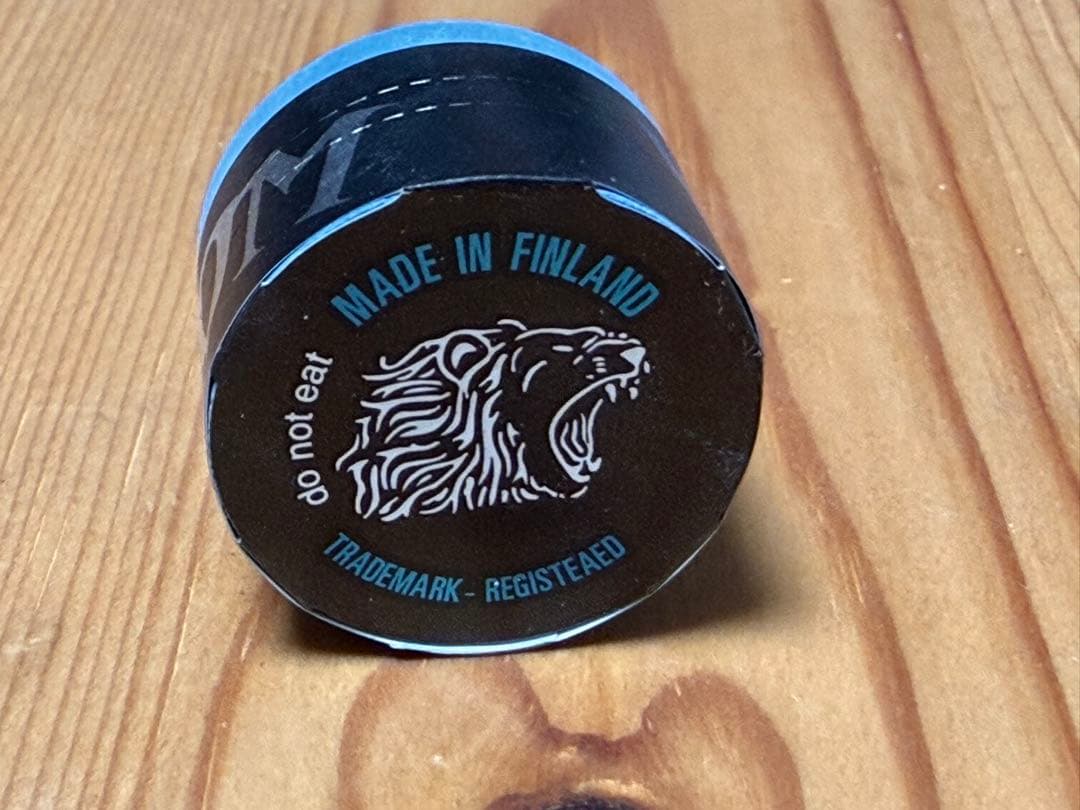 MADE IN FINLAND
do not eat
TRADEMARK - REGISTEAED